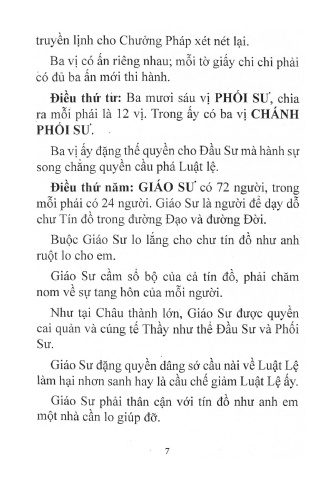 truyền lịnh cho Chưởng Pháp xét nét lại.
Ba vị có ấn riêng nhau; mỗi tờ giấy chi chi phải
có đủ ba ấn mới thi hành.
Điều thứ tư: Ba mươi sáu vị PHỐI SƯ, chia
ra mỗi phái là 12 vị. Trong ấy có ba vị CHÁNH
PHỐI SƯ.
Ba vị ấy đặng thế quyền cho Đầu Sư mà hành sự
song chẳng quyền cầu phá Luật lệ.
Điều thứ năm: GIÁO SƯ có 72 người, trong
mỗi phái có 24 người. Giáo Sư là người để dạy dỗ
chư Tín đồ trong đường Đạo và đường Đời.
Buộc Giáo Sư lo lắng cho chư tín đồ như anh
ruột lo cho em.
Giáo Sư cầm sổ bộ của cả tín đồ, phải chăm
nom về sự tang hôn của mỗi người.
Như tại Châu thành lớn, Giáo Sư được quyền
cai quản và cúng tế Thầy như thể Đầu Sư và Phối
Sư.
Giáo Sư đặng quyền dâng sớ cầu nài về Luật Lệ
làm hại nhơn sanh hay là cầu chế giảm Luật Lệ ấy.
Giáo Sư phải thân cận với tín đồ như anh em
một nhà cần lo giúp đỡ.
7